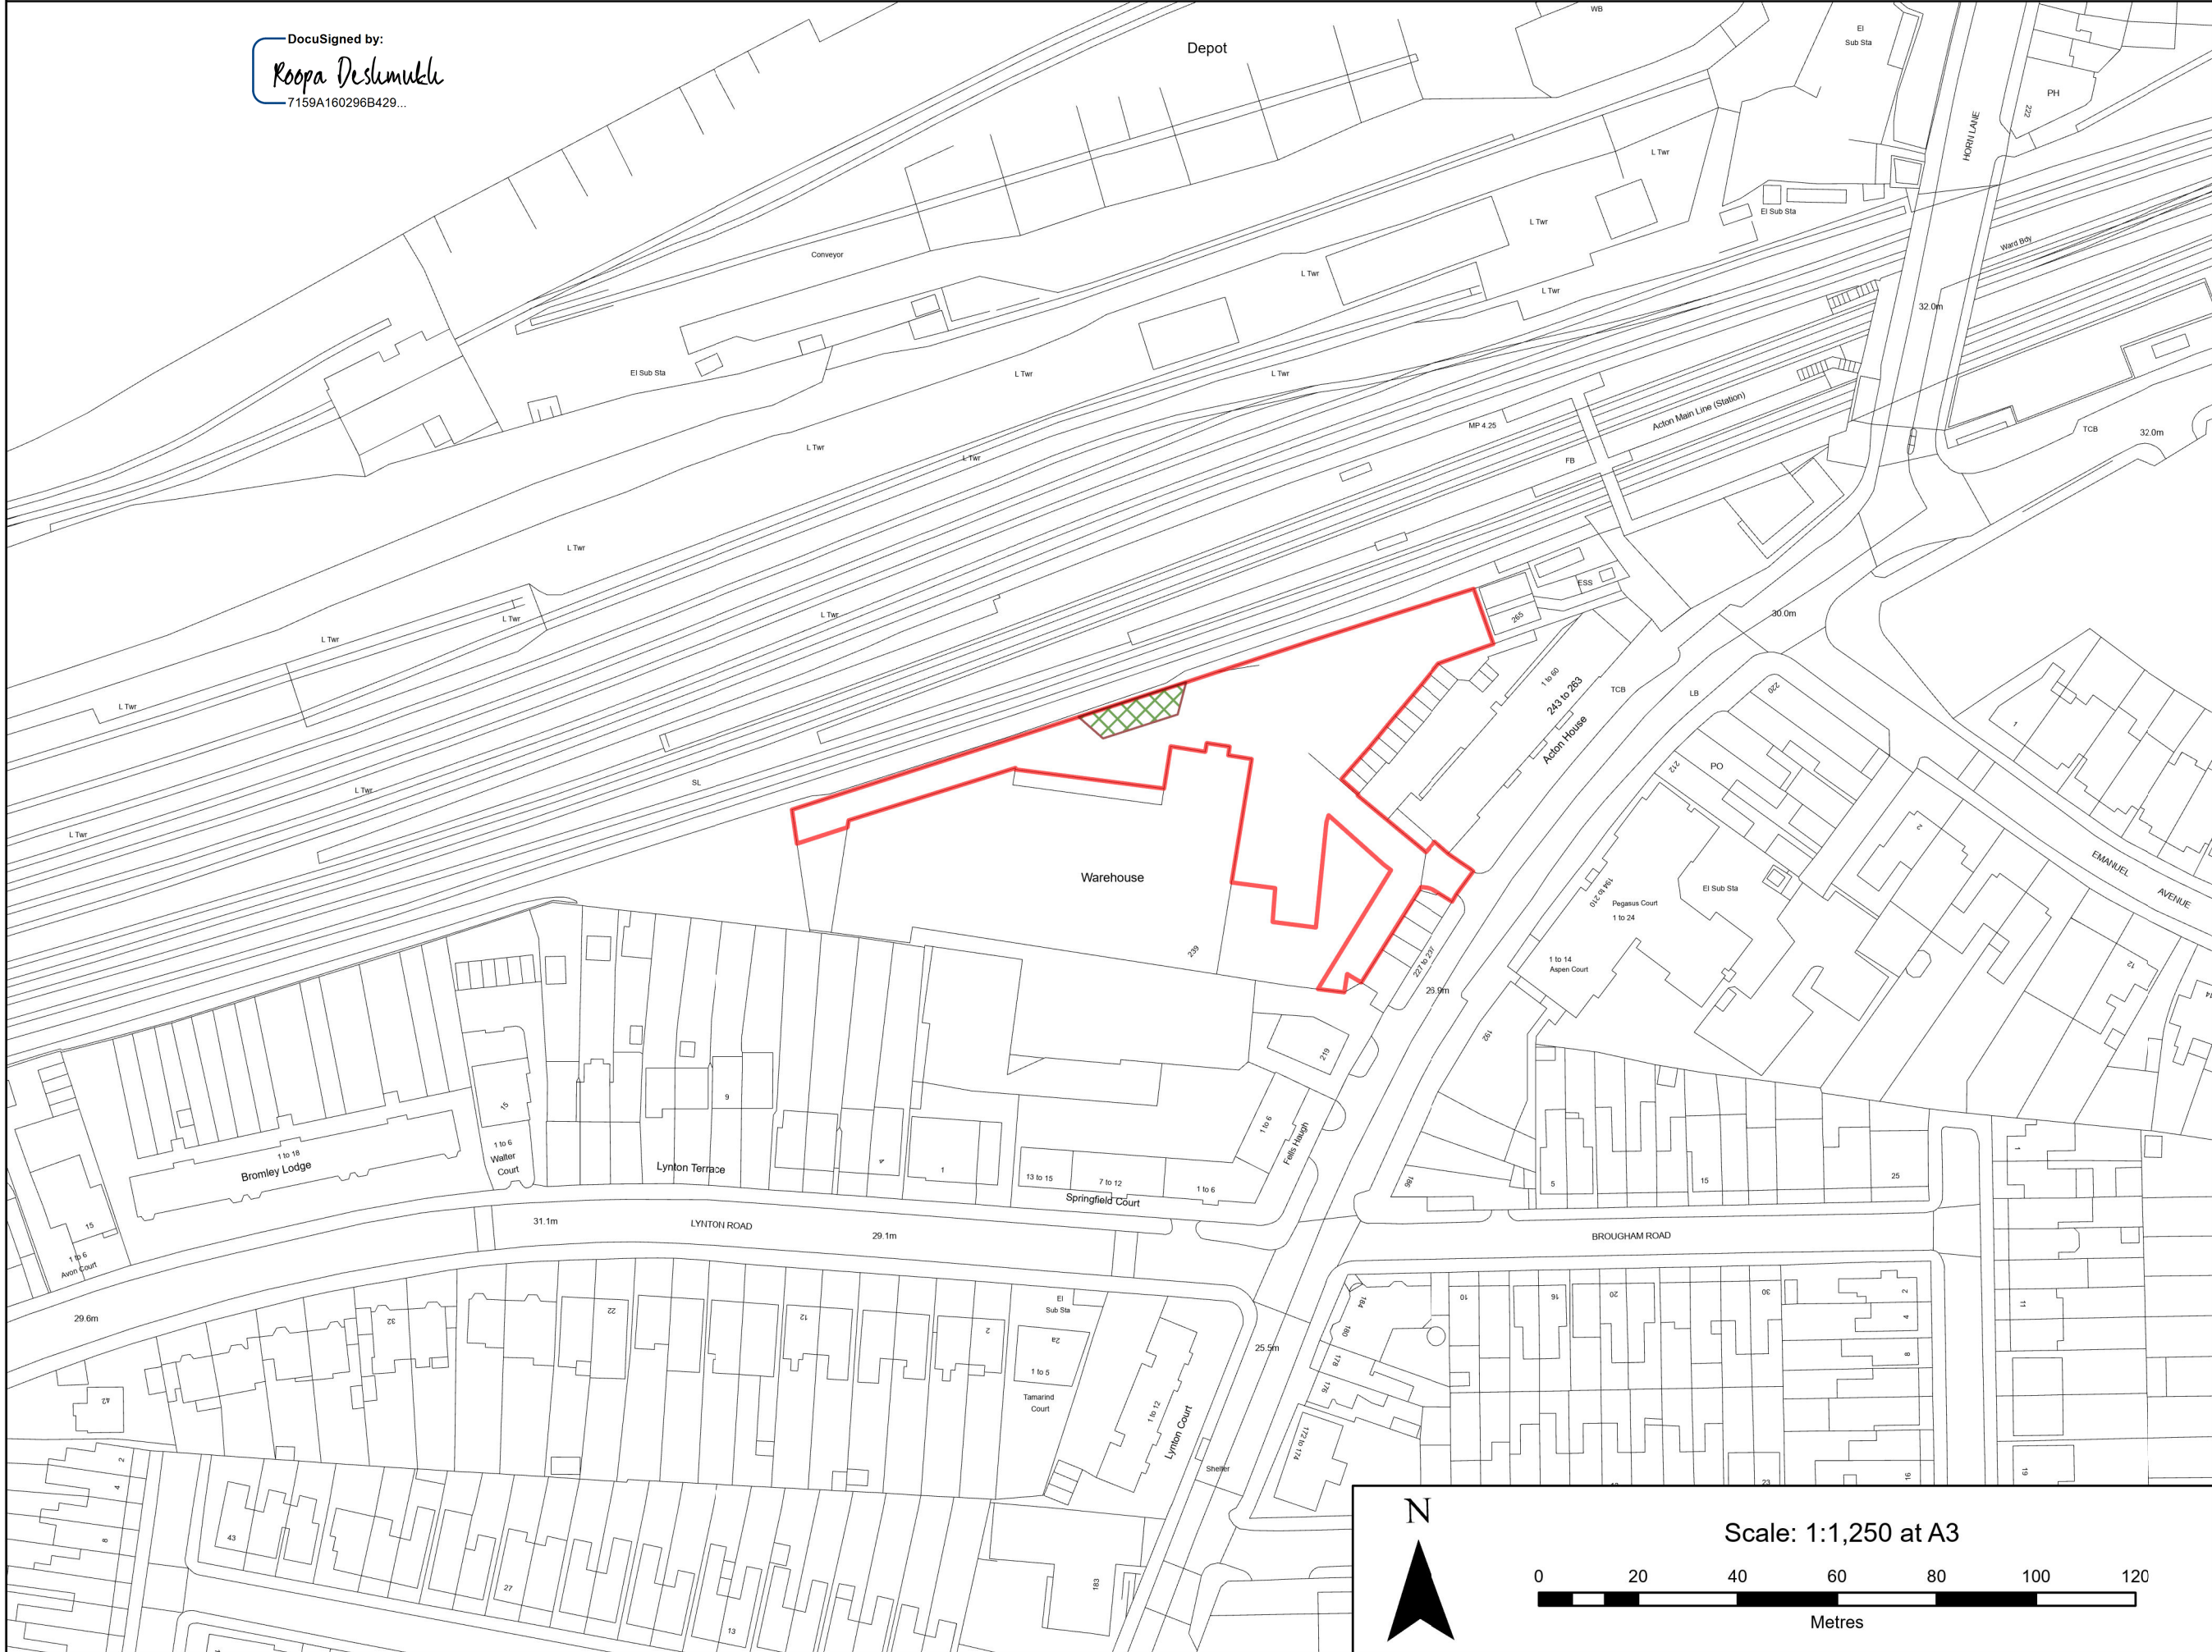 DocuSigned by:
Roopa Deshmukh
7159A160296B429...
Depot
WB
El
Sub Sta
PH
222
HORN LANE
L Twr
El Sub Sta
L Twr
Ward Bdy
Conveyor
L Twr
L Twr
32.0m
El Sub Sta
L Twr
L Twr
Acton Main Line (Station)
MP 4.25
TCB
32.0m
L Twr
L Twr
FB
L Twr
ESS
L Twr
L Twr
265
30.0m
L Twr
1 to 60
243 to 263
Acton House
TCB
LB
220
L Twr
1
212
PO
SL
L Twr
L Twr
2
EMANUEL
AVENUE
Warehouse
El Sub Sta
194 to 210
Pegasus Court
1 to 24
239
227 to 237
1 to 14
Aspen Court
12
14
26.9m
192
219
15
9
1 to 6
Fells Haugh
1 to 6
Walter
Court
1 to 18
Bromley Lodge
Lynton Terrace
4
1
13 to 15
7 to 12
1 to 6
Springfield Court
186
5
15
25
1
15
1 to 6
Avon Court
31.1m
LYNTON ROAD
29.1m
BROUGHAM ROAD
29.6m
32
22
12
2
El
Sub Sta
2a
1 to 5
Tamarind
Court
25.5m
184
180
178
176
10
16
20
30
2
4
8
11
42
1 to 12
Lynton Court
172 to 174
Shelter
2
4
8
23
16
19
43
27
13
183
N
Scale: 1:1,250 at A3
0 20 40 60 80 100 120
Metres